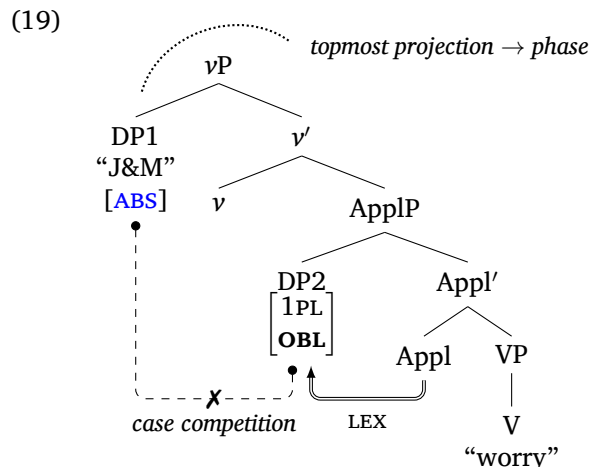 (19)
topmost projection → phase
vP
DP1
v′
"J&M"
[ABS]
v
ApplP
DP2
Appl′
1PL
OBL
Appl
VP
✗
case competition
LEX
V
"worry"